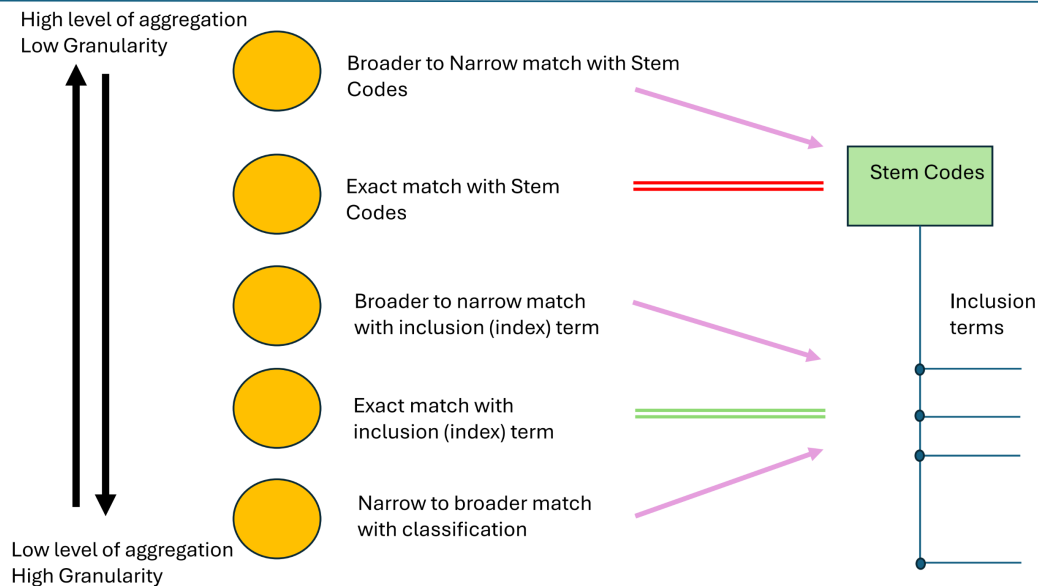 High level of aggregation
Low Granularity
Broader to Narrow match with Stem
Codes
Exact match with Stem
Codes
Stem Codes
Broader to narrow match
with inclusion (index) term
Inclusion
terms
Exact match with
inclusion (index) term
Narrow to broader match
with classification
Low level of aggregation
High Granularity